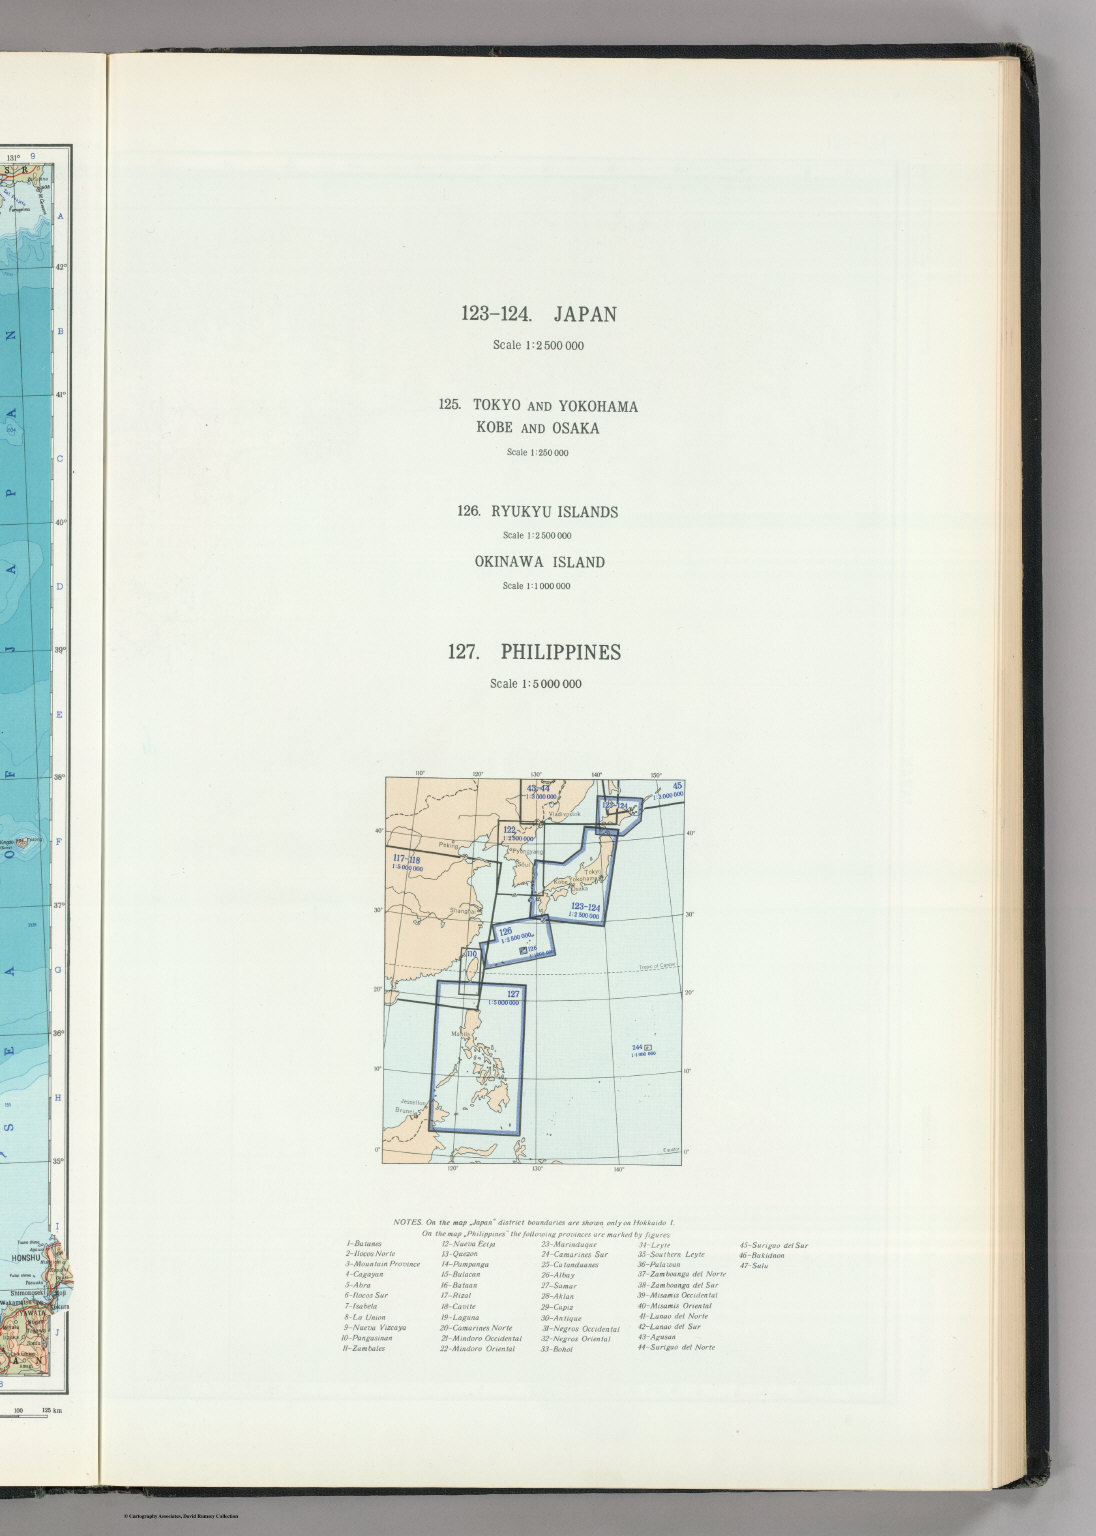 123–124. JAPAN
Scale 1:2 500 000
125. TOKYO AND YOKOHAMA
KOBE AND OSAKA
Scale 1:250 000
126. RYUKYU ISLANDS
Scale 1:2 500 000
OKINAWA ISLAND
Scale 1:1 000 000
127. PHILIPPINES
Scale 1:5 000 000
110° 120° 130° 140° 150°
43-44
45
1:3 000 000
123-124
Vladivostok
40°
122
1:2 500 000
40°
Peking
Pyongyang
117-118
1:5 000 000
Seul
Tokyo
Kobe Yokohama
Osaka
Shanghai
123-124
1:2 500 000
30°
30°
126
1:2 500 000
126
110
Tropic of Cancer
20°
127
1:5 000 000
20°
Manila
244
1:1 000 000
10°
10°
Jesselton
Brunei
0°
Equator 0°
120° 130° 140°
NOTES. On the map „Japan" district boundaries are shown only on Hokkaido I.
On the map „Philippines" the following provinces are marked by figures:
1-Batanes
2-Ilocos Norte
3-Mountain Province
4-Cagayan
5-Abra
6-Ilocos Sur
7-Isabela
8-La Union
9-Nueva Vizcaya
10-Pangasinan
11-Zambales
12-Nueva Ecija
13-Quezon
14-Pampanga
15-Bulacan
16-Bataan
17-Rizal
18-Cavite
19-Laguna
20-Camarines Norte
21-Mindoro Occidental
22-Mindoro Oriental
23-Marinduque
24-Camarines Sur
25-Catanduanes
26-Albay
27-Samar
28-Aklan
29-Capiz
30-Antique
31-Negros Occidental
32-Negros Oriental
33-Bohol
34-Leyte
35-Southern Leyte
36-Palawan
37-Zamboanga del Norte
38-Zamboanga del Sur
39-Misamis Occidental
40-Misamis Oriental
41-Lanao del Norte
42-Lanao del Sur
43-Agusan
44-Surigao del Norte
45-Surigao del Sur
46-Bukidnon
47-Sulu
131° 9
S R
A
42°
N
B
41°
A
C
P
40°
A
D
J
39°
E
F
38°
O
F
37°
A
G
E
36°
S
H
35°
I
HONSHU
Shimonoseki
YAWATA
Kokura
J
A N
100 125 km
© Cartography Associates, David Rumsey Collection